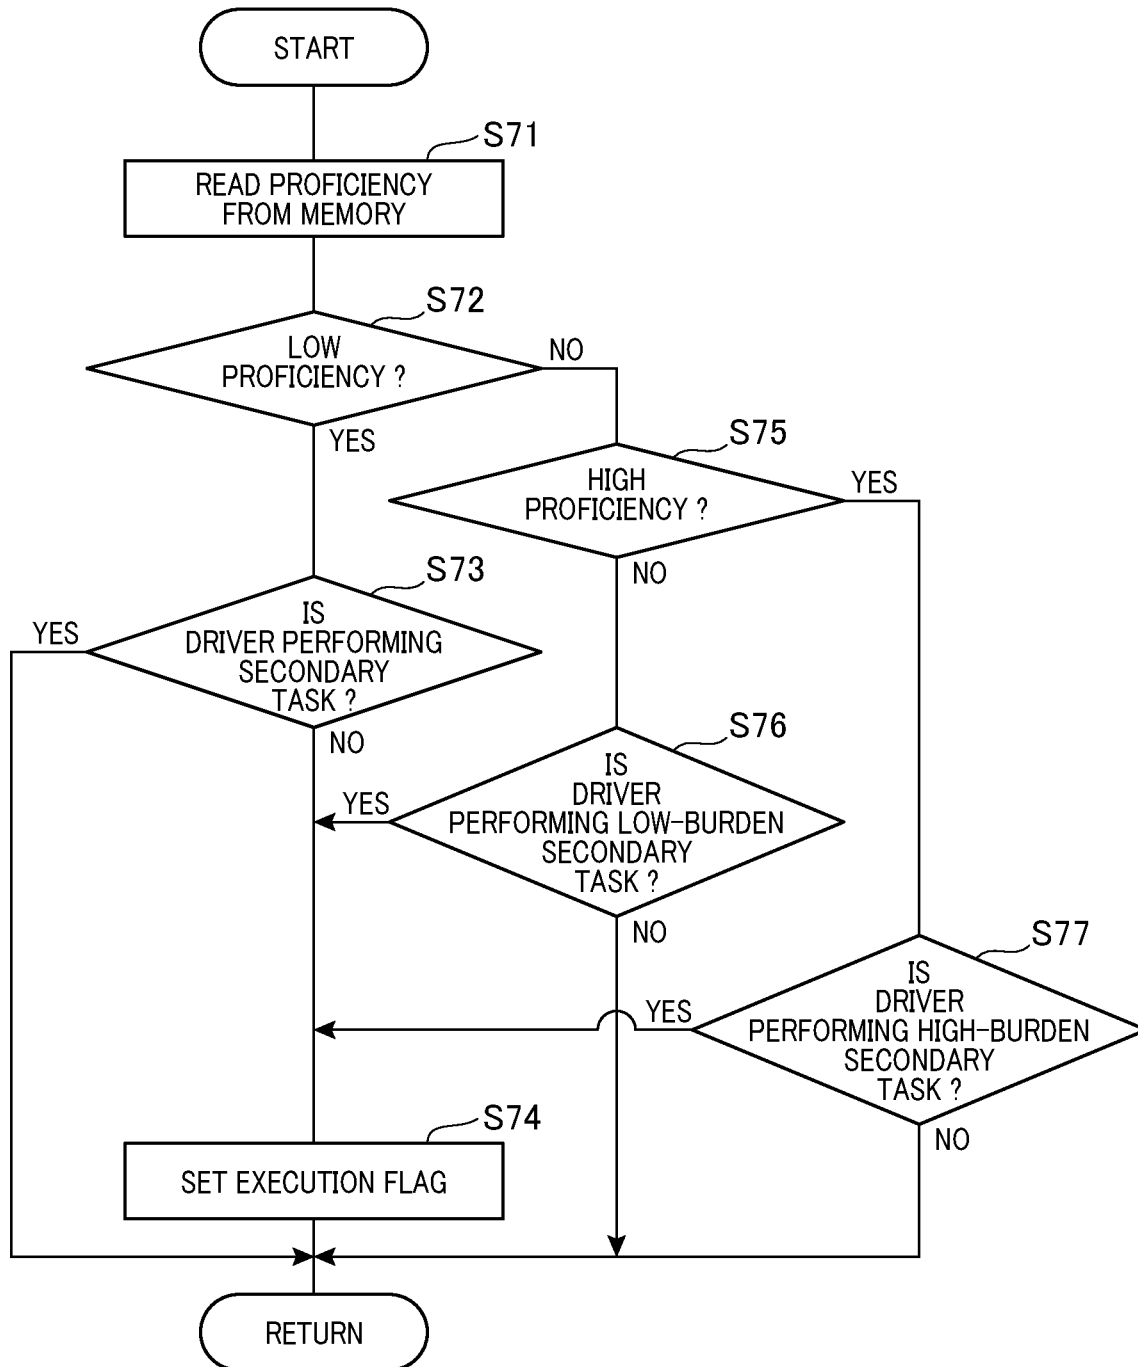 START
S71
READ PROFICIENCY
FROM MEMORY
S72
LOW
PROFICIENCY ?
NO
YES
S75
HIGH
PROFICIENCY ?
YES
NO
S73
IS
DRIVER PERFORMING
SECONDARY
TASK ?
YES
NO
S76
IS
DRIVER
PERFORMING LOW-BURDEN
SECONDARY
TASK ?
YES
NO
S77
IS
DRIVER
PERFORMING HIGH-BURDEN
SECONDARY
TASK ?
YES
NO
S74
SET EXECUTION FLAG
RETURN